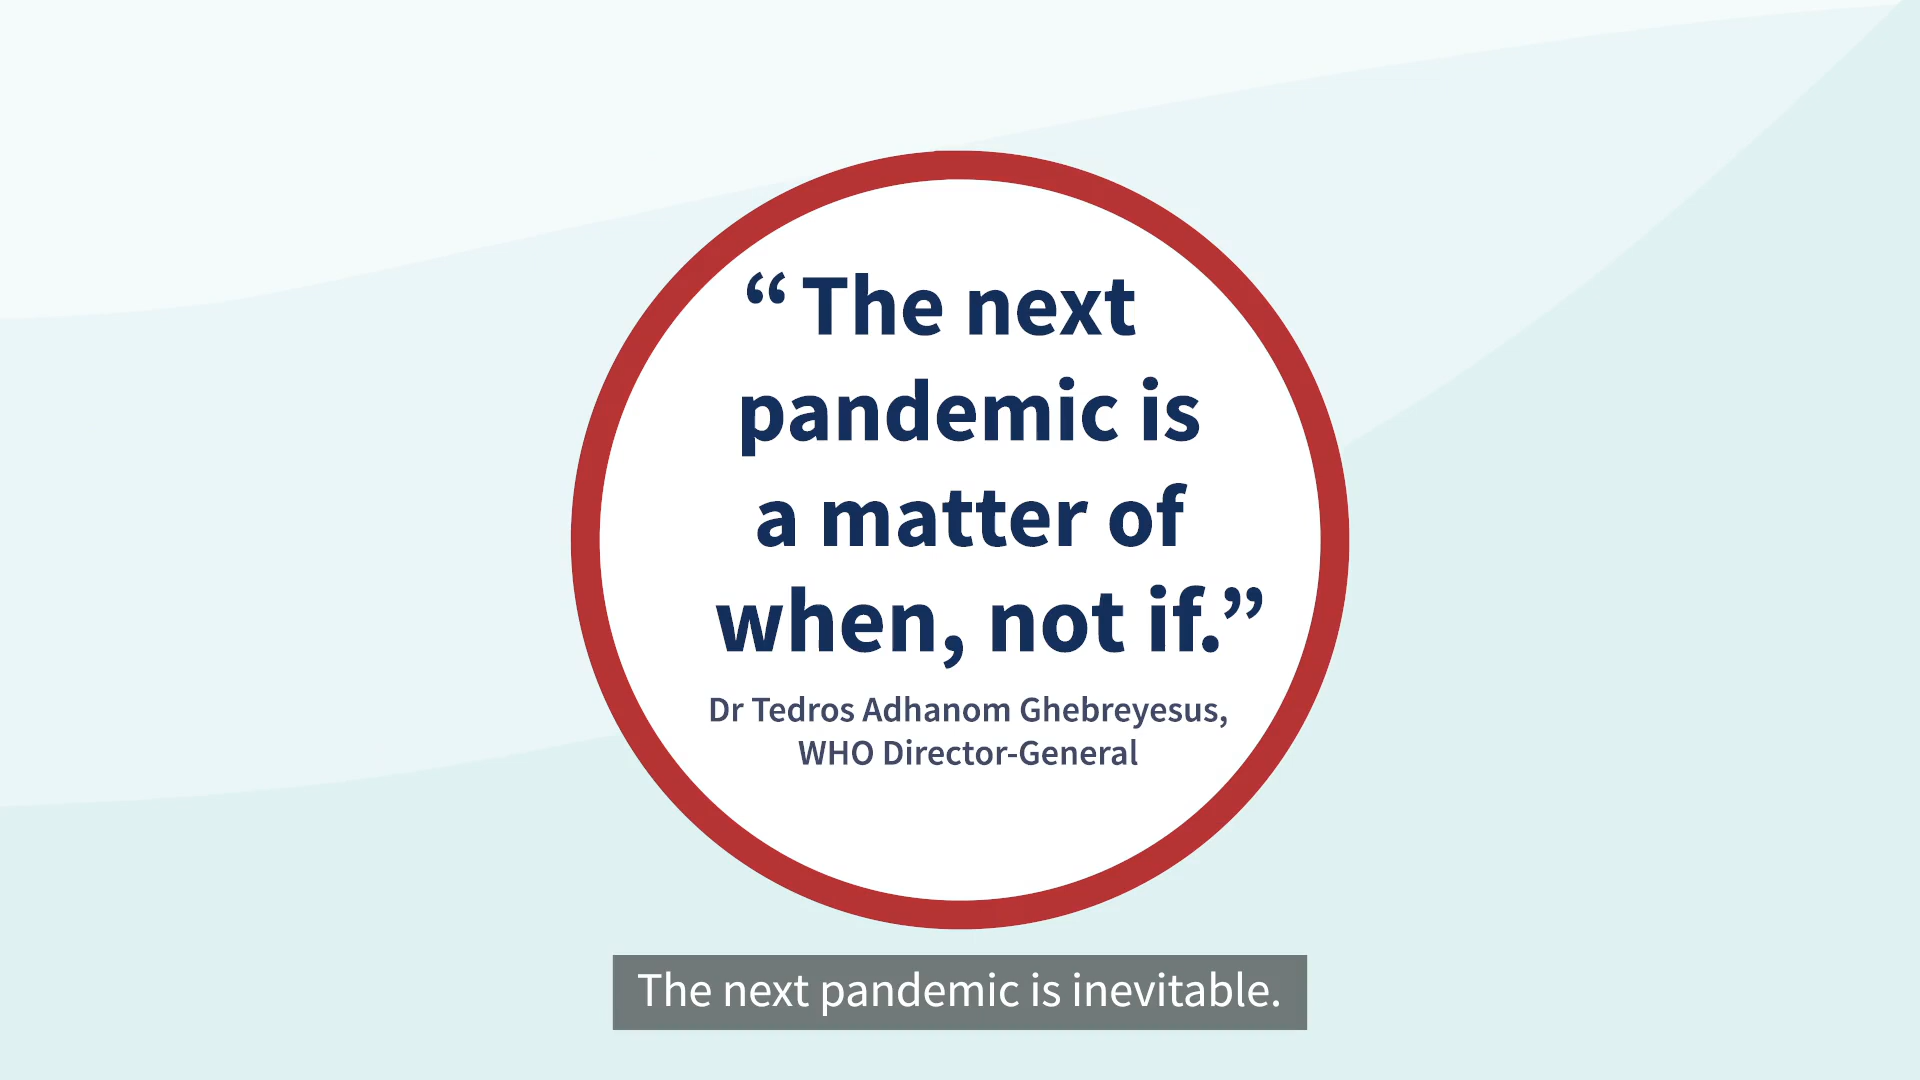 “ The next
pandemic is
a matter of
when, not if.”
Dr Tedros Adhanom Ghebreyesus,
WHO Director-General
The next pandemic is inevitable.